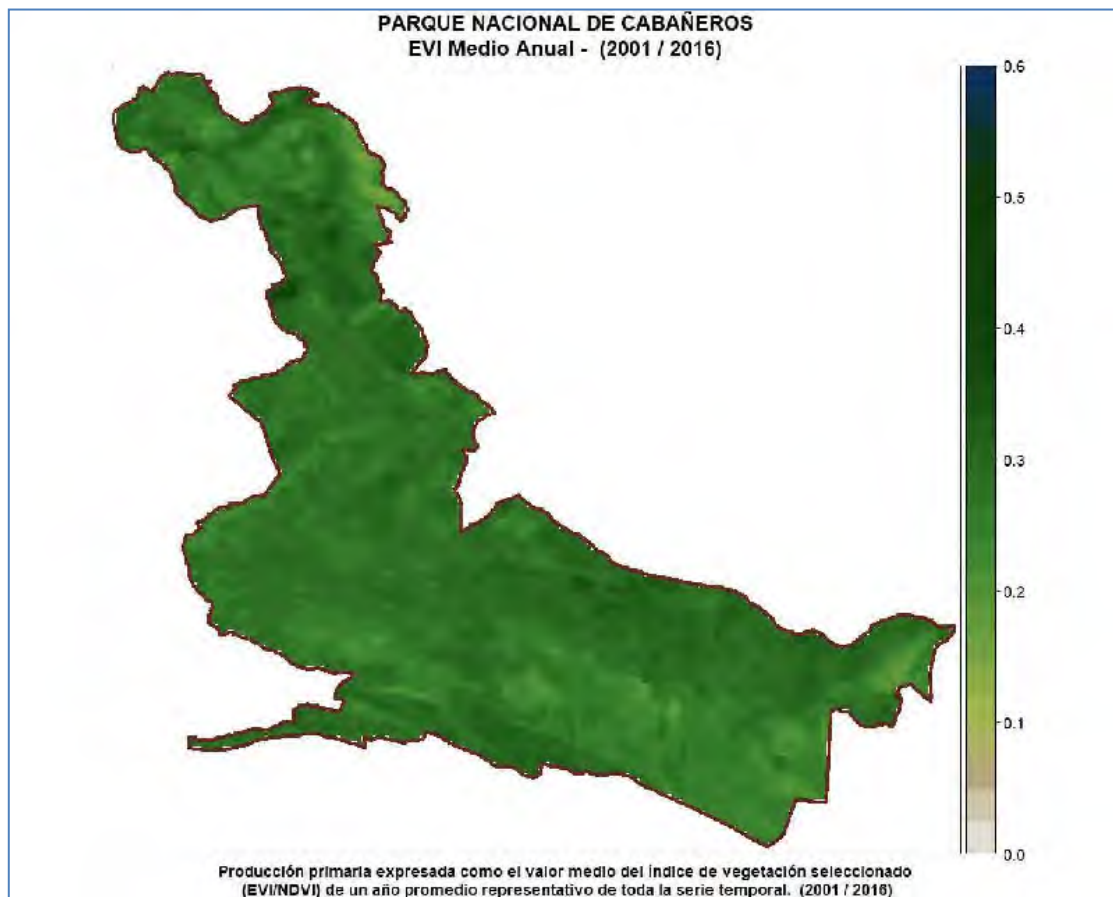 PARQUE NACIONAL DE CABAÑEROS
EVI Medio Anual - (2001 / 2016)
0.6
0.5
0.4
0.3
0.2
0.1
0.0
Producción primaria expresada como el valor medio del índice de vegetación seleccionado
(EVI/NDVI) de un año promedio representativo de toda la serie temporal. (2001 / 2016)